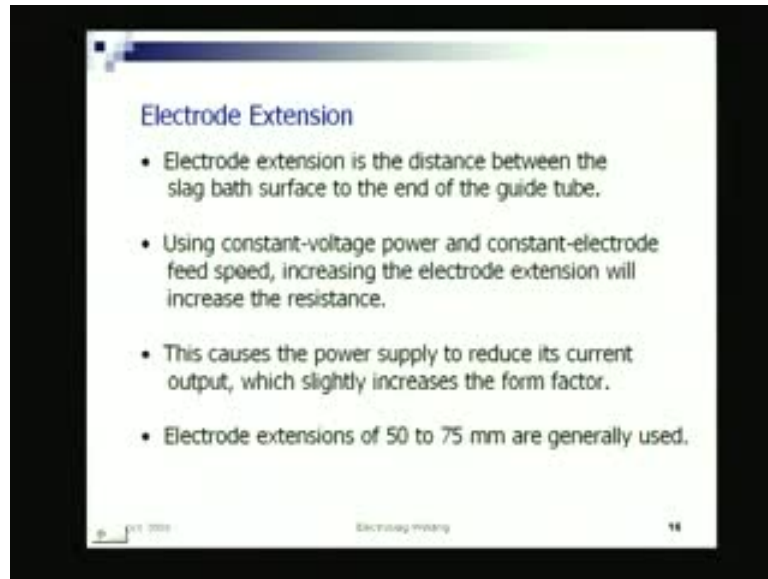 Electrode Extension
• Electrode extension is the distance between the
slag bath surface to the end of the guide tube.
• Using constant-voltage power and constant-electrode
feed speed, increasing the electrode extension will
increase the resistance.
• This causes the power supply to reduce its current
output, which slightly increases the form factor.
• Electrode extensions of 50 to 75 mm are generally used.
Electroslag Welding